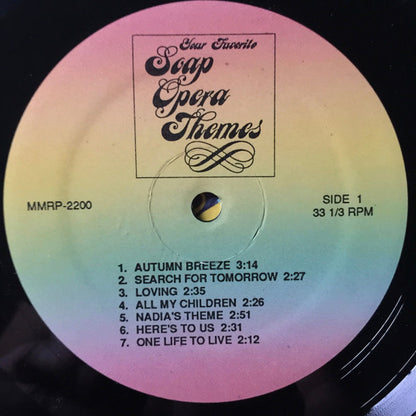 Your Favorite
Soap
Opera
Themes
MMRP-2200
SIDE 1
33 1/3 RPM
1. AUTUMN BREEZE 3:14
2. SEARCH FOR TOMORROW 2:27
3. LOVING 2:35
4. ALL MY CHILDREN 2:26
5. NADIA'S THEME 2:51
6. HERE'S TO US 2:31
7. ONE LIFE TO LIVE 2:12